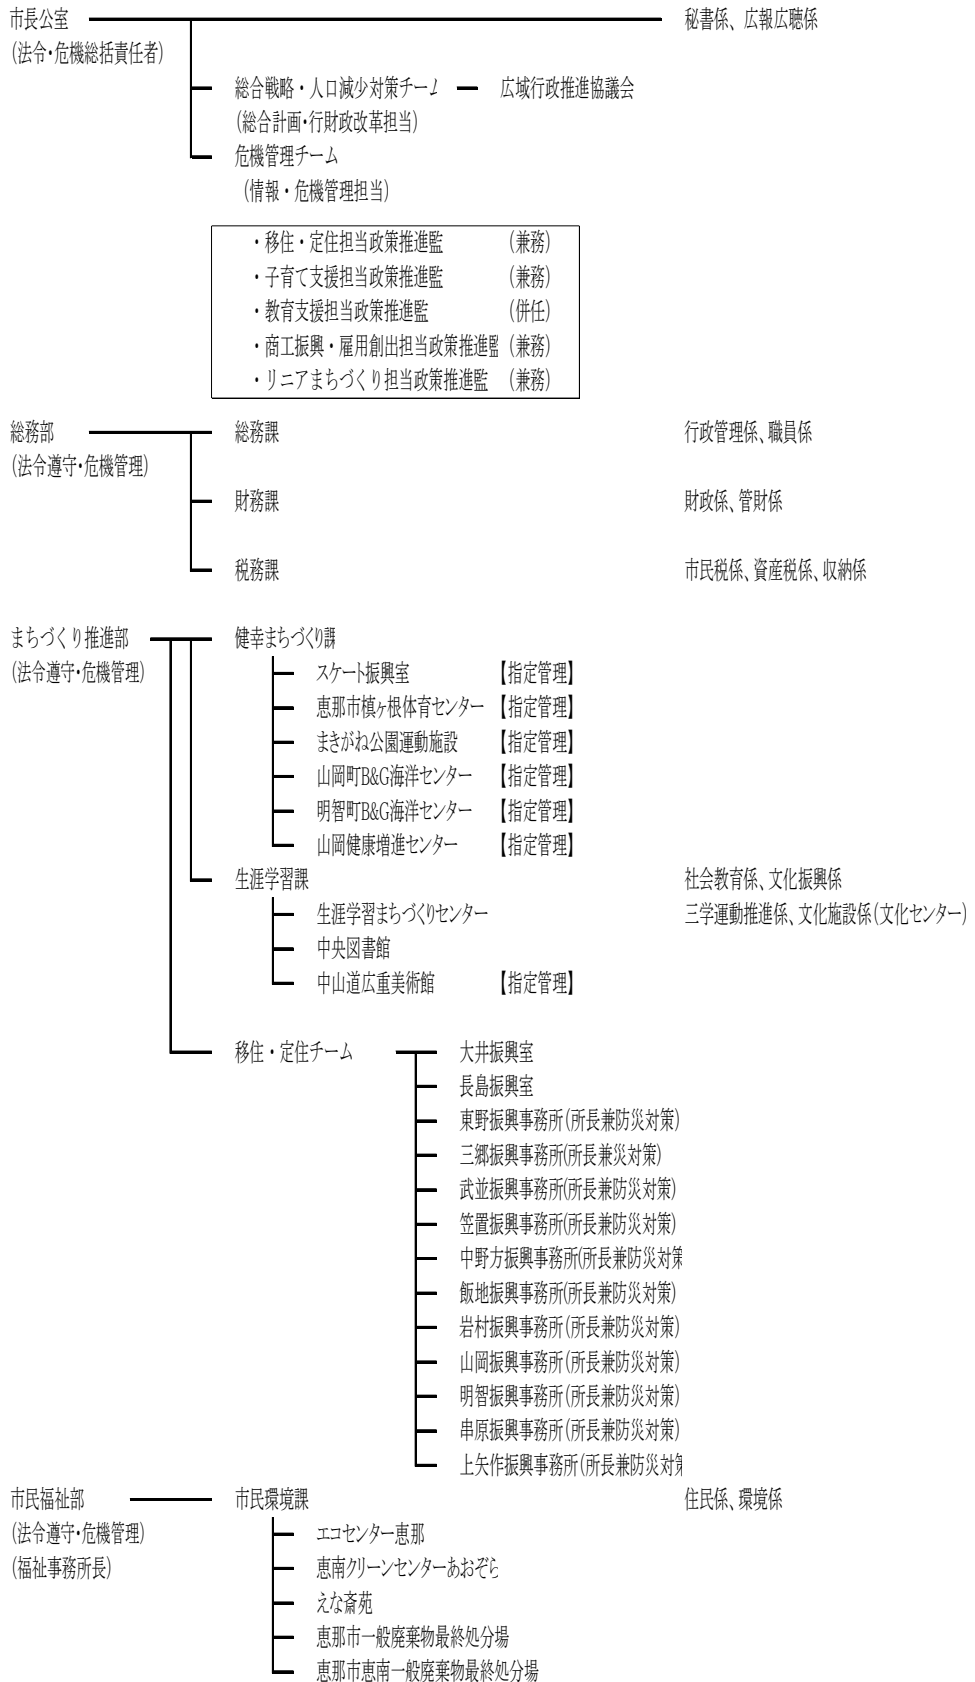 市長公室 秘書係、広報広聴係
(法令・危機総括責任者)
総合戦略・人口減少対策チーム 広域行政推進協議会
(総合計画・行財政改革担当)
危機管理チーム
(情報・危機管理担当)
・移住・定住担当政策推進監 (兼務)
・子育て支援担当政策推進監 (兼務)
・教育支援担当政策推進監 (併任)
・商工振興・雇用創出担当政策推進監 (兼務)
・リニアまちづくり担当政策推進監 (兼務)
総務部 総務課 行政管理係、職員係
(法令遵守・危機管理)
財務課 財政係、管財係
税務課 市民税係、資産税係、収納係
まちづくり推進部 健幸まちづくり課
(法令遵守・危機管理)
スケート振興室 【指定管理】
恵那市槙ヶ根体育センター 【指定管理】
まきがね公園運動施設 【指定管理】
山岡町B&G海洋センター 【指定管理】
明智町B&G海洋センター 【指定管理】
山岡健康増進センター 【指定管理】
生涯学習課 社会教育係、文化振興係
生涯学習まちづくりセンター 三学運動推進係、文化施設係(文化センター)
中央図書館
中山道広重美術館 【指定管理】
移住・定住チーム 大井振興室
長島振興室
東野振興事務所(所長兼防災対策)
三郷振興事務所(所長兼災対策)
武並振興事務所(所長兼防災対策)
笠置振興事務所(所長兼防災対策)
中野方振興事務所(所長兼防災対策
飯地振興事務所(所長兼防災対策)
岩村振興事務所(所長兼防災対策)
山岡振興事務所(所長兼防災対策)
明智振興事務所(所長兼防災対策)
串原振興事務所(所長兼防災対策)
上矢作振興事務所(所長兼防災対策
市民福祉部 市民環境課 住民係、環境係
(法令遵守・危機管理)
(福祉事務所長)
エコセンター恵那
恵南クリーンセンターあおぞら
えな斎苑
恵那市一般廃棄物最終処分場
恵那市恵南一般廃棄物最終処分場